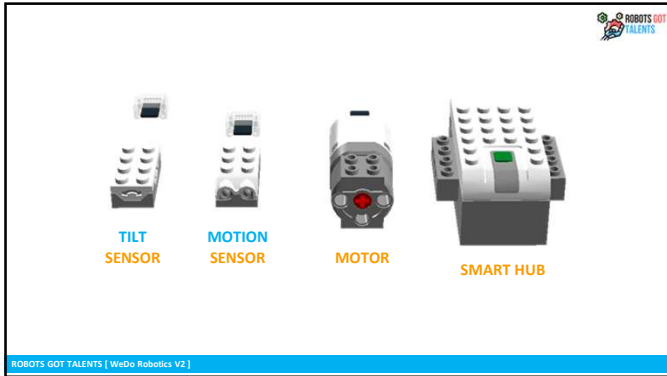 ROBOTS GOT
TALENTS
TILT
SENSOR
MOTION
SENSOR
MOTOR
SMART HUB
ROBOTS GOT TALENTS [ WeDo Robotics V2 ]